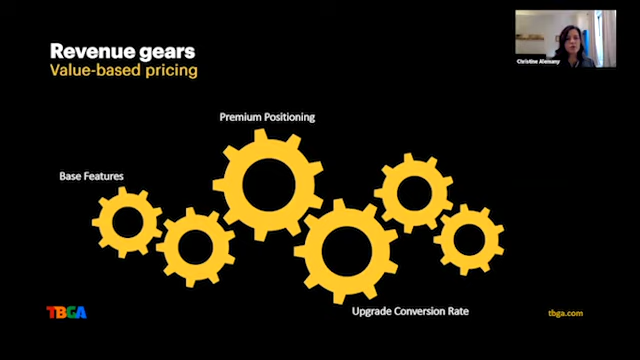 Revenue gears
Value-based pricing
Christine Alemany
Premium Positioning
Base Features
Upgrade Conversion Rate
TBGA
tbga.com